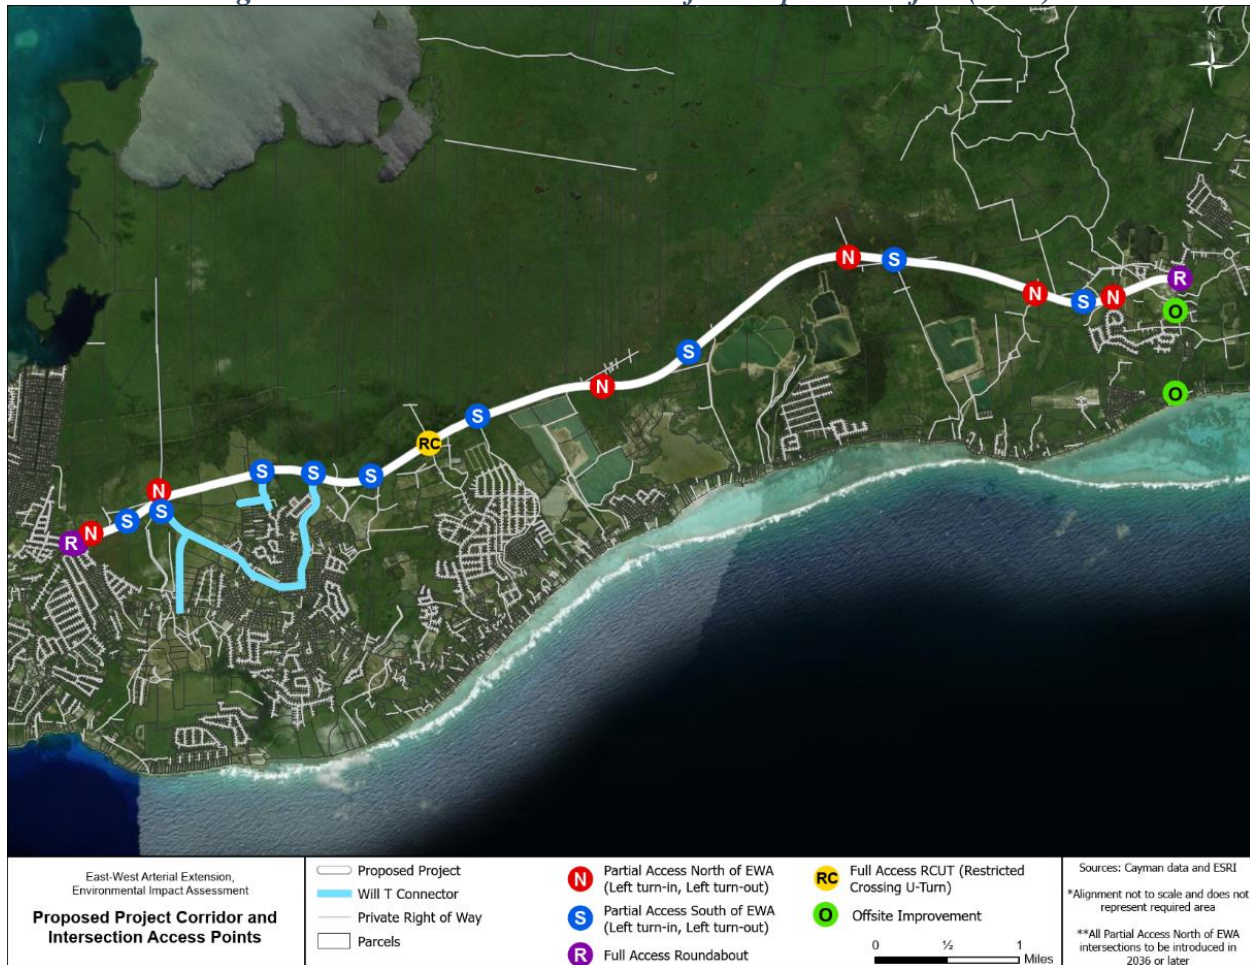 N
N
S
R
N
S
N
O
S
N
O
S
RC
S
S
S
N
S
S
N
R
East-West Arterial Extension,
Environmental Impact Assessment
Proposed Project Corridor and
Intersection Access Points
Proposed Project
Will T Connector
Private Right of Way
Parcels
N Partial Access North of EWA
(Left turn-in, Left turn-out)
S Partial Access South of EWA
(Left turn-in, Left turn-out)
R Full Access Roundabout
RC Full Access RCUT (Restricted
Crossing U-Turn)
O Offsite Improvement
0 ½ 1
Miles
Sources: Cayman data and ESRI
*Alignment not to scale and does not
represent required area
**All Partial Access North of EWA
intersections to be introduced in
2036 or later